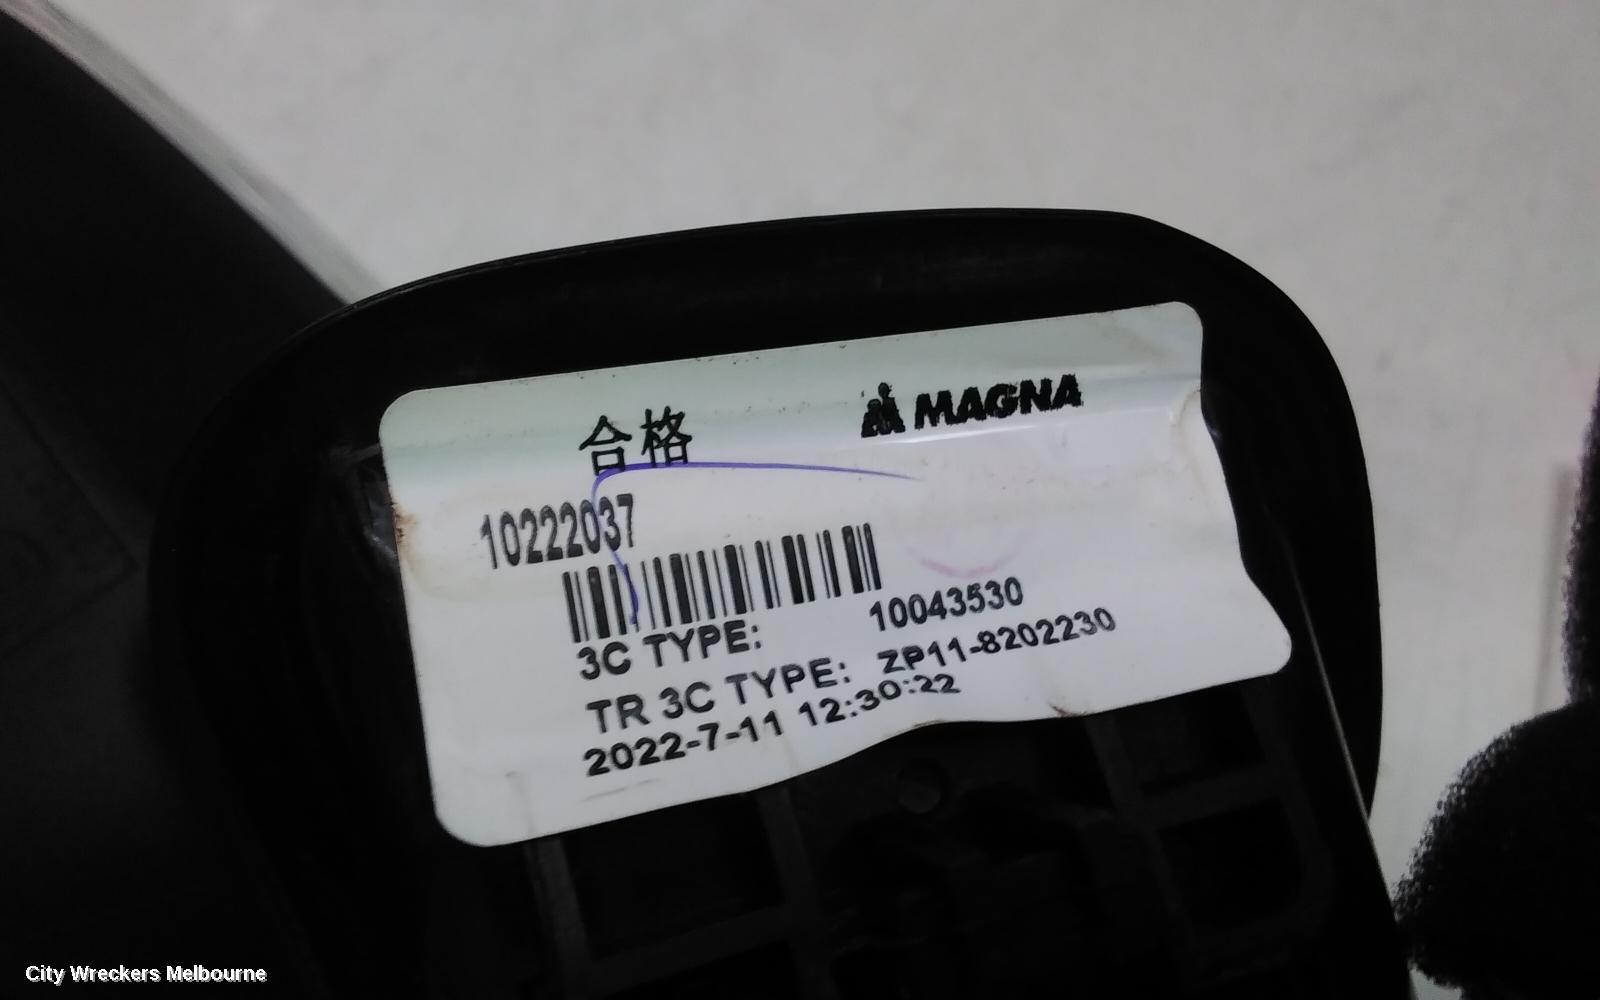 合格
MAGNA
10222037
3C TYPE: 10043530
TR 3C TYPE: ZP11-8202230
2022-7-11 12:30:22
City Wreckers Melbourne